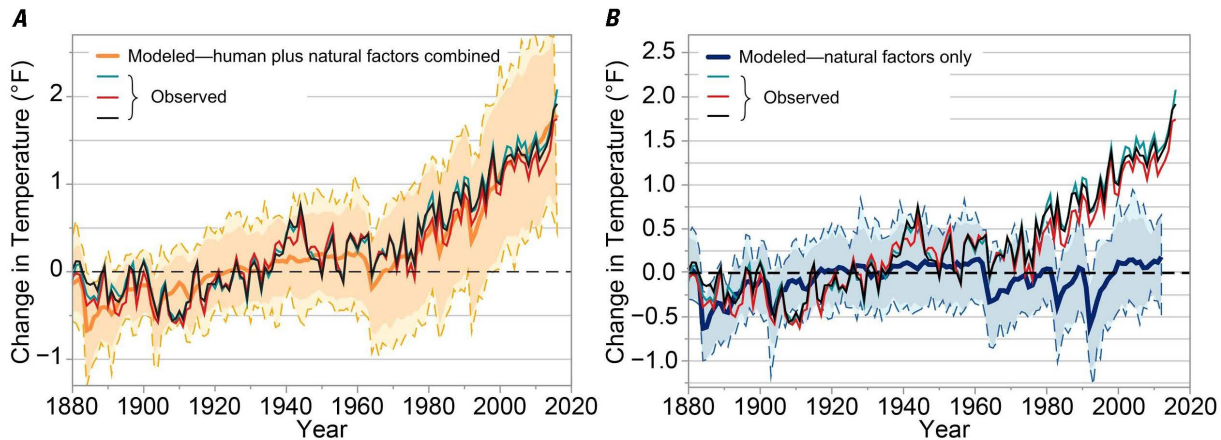 A
Modeled—human plus natural factors combined
Observed
Change in Temperature (°F)
2
1
0
−1
1880 1900 1920 1940 1960 1980 2000 2020
Year
B
Modeled—natural factors only
Observed
Change in Temperature (°F)
2.5
2.0
1.5
1.0
0.5
0.0
−0.5
−1.0
1880 1900 1920 1940 1960 1980 2000 2020
Year